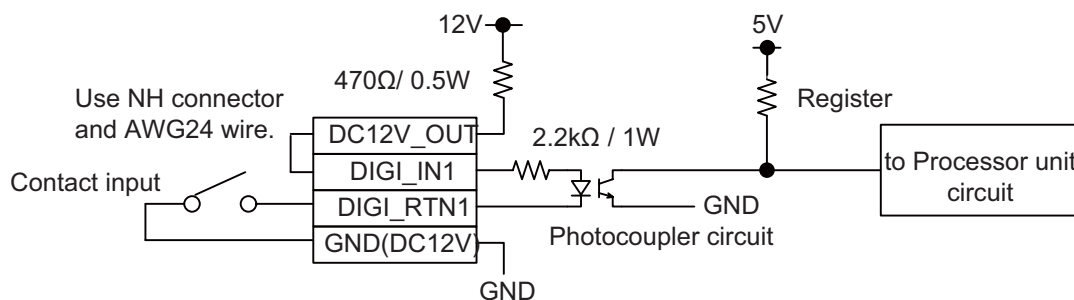 12V
5V
470Ω/ 0.5W
Use NH connector
and AWG24 wire.
Register
DC12V_OUT
2.2kΩ / 1W
DIGI_IN1
to Processor unit
circuit
Contact input
DIGI_RTN1
GND
GND(DC12V)
Photocoupler circuit
GND